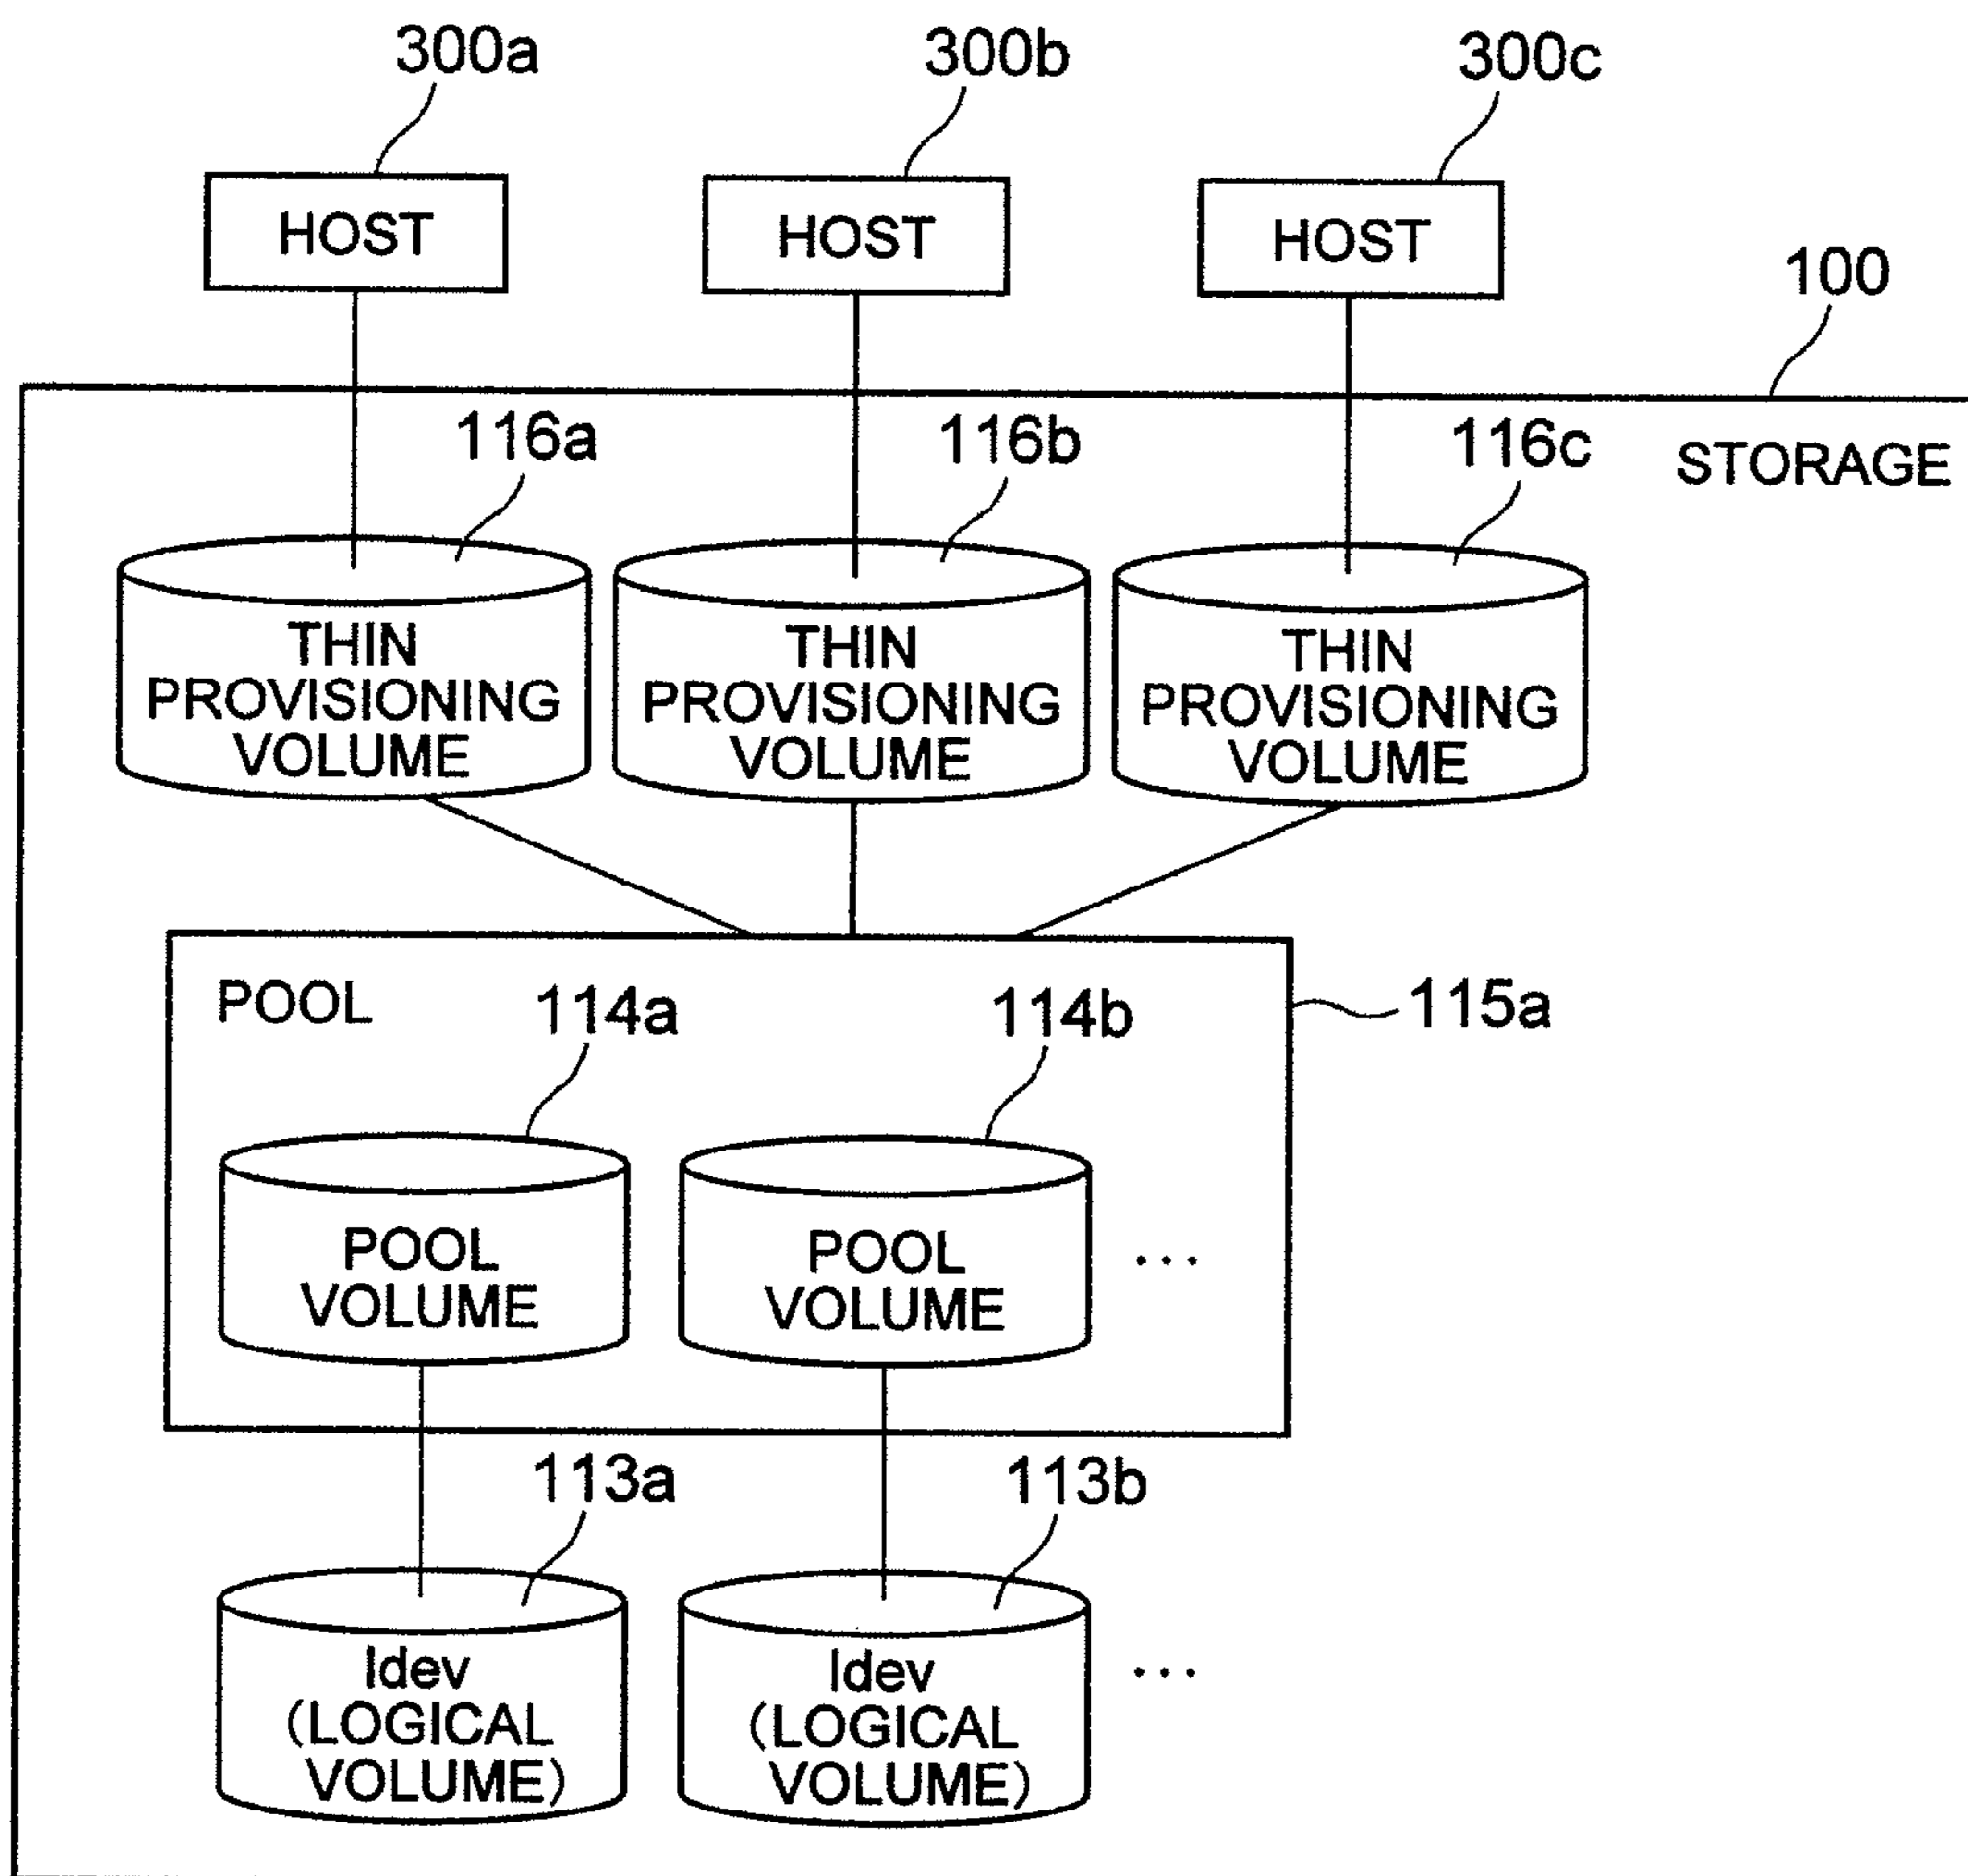 300a
300b
300c
HOST
HOST
HOST
100
STORAGE
116a
116b
116c
THIN
PROVISIONING
VOLUME
THIN
PROVISIONING
VOLUME
THIN
PROVISIONING
VOLUME
POOL
114a
114b
115a
POOL
VOLUME
POOL
VOLUME
...
113a
113b
ldev
(LOGICAL
VOLUME)
ldev
(LOGICAL
VOLUME)
...